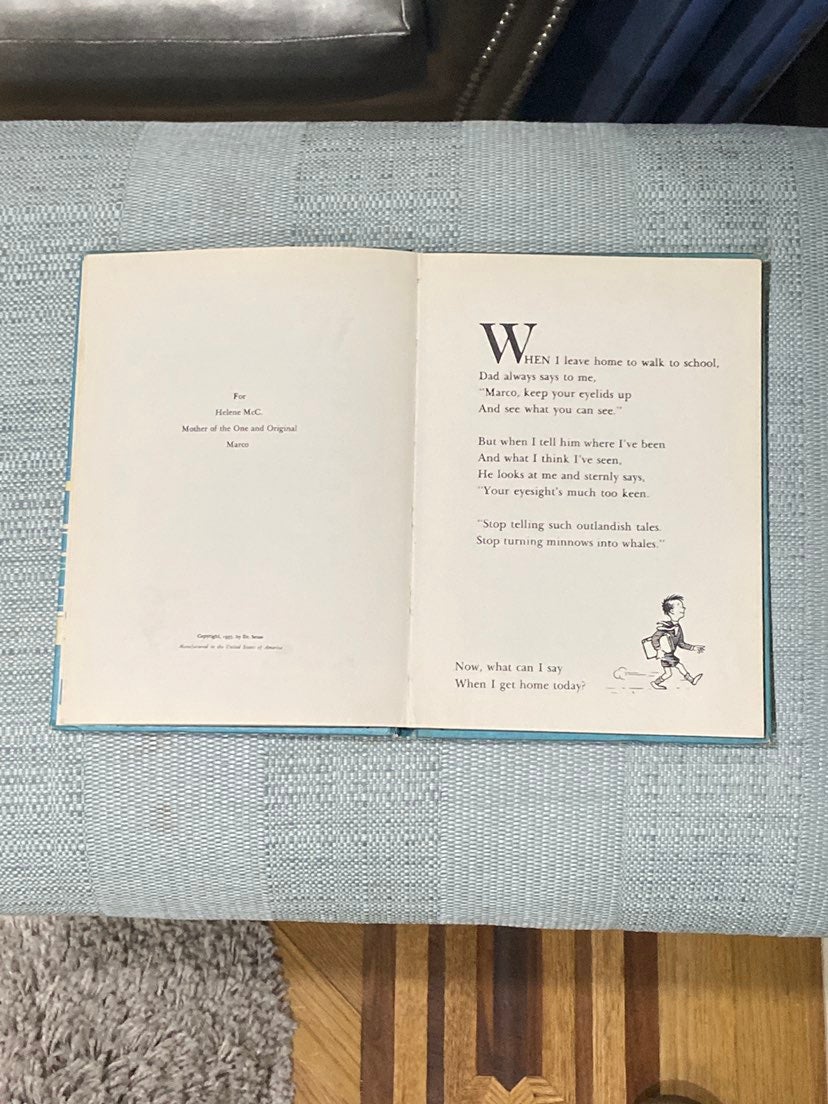 For
Helene McC.
Mother of the One and Original
Marco
Copyright, 1937, by Dr. Seuss
Manufactured in the United States of America
WHEN I leave home to walk to school,
Dad always says to me,
"Marco, keep your eyelids up
And see what you can see."
But when I tell him where I've been
And what I think I've seen,
He looks at me and sternly says,
"Your eyesight's much too keen.
"Stop telling such outlandish tales.
Stop turning minnows into whales."
Now, what can I say
When I get home today?